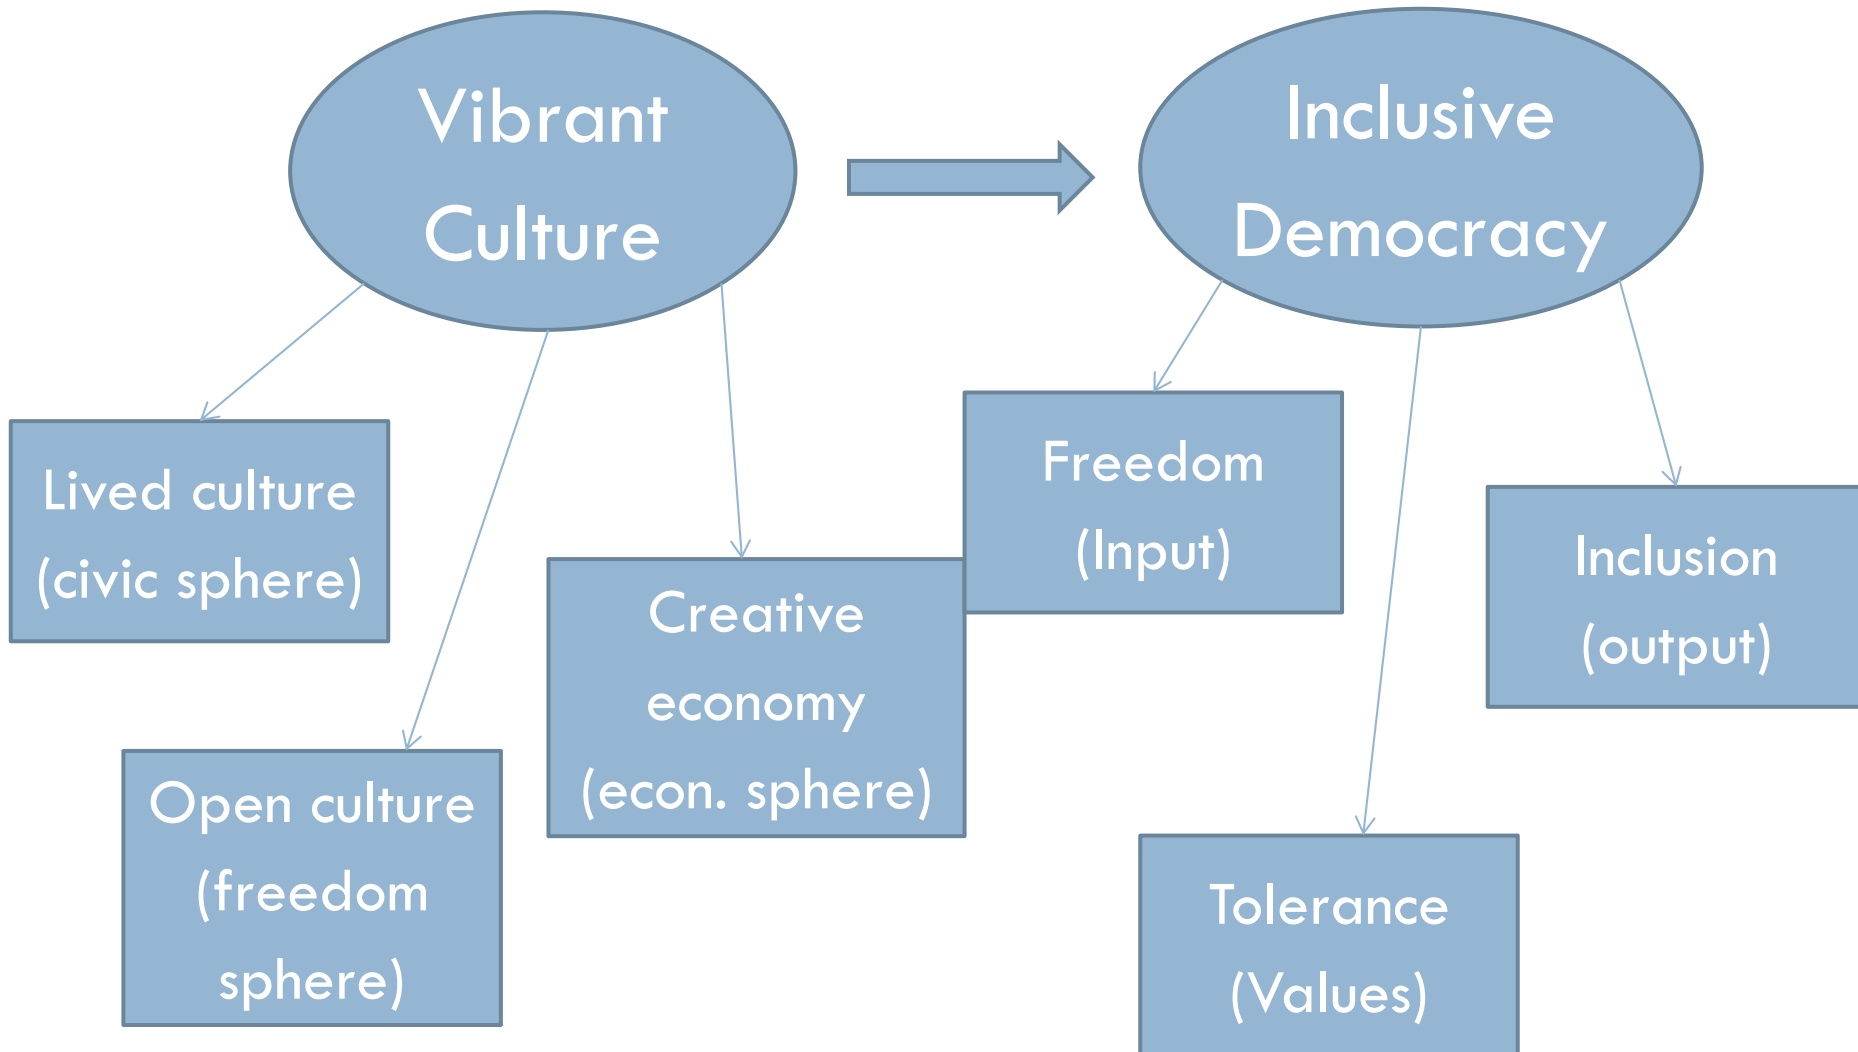 Vibrant
Culture
Inclusive
Democracy
Lived culture
(civic sphere)
Open culture
(freedom
sphere)
Creative
economy
(econ. sphere)
Freedom
(Input)
Tolerance
(Values)
Inclusion
(output)